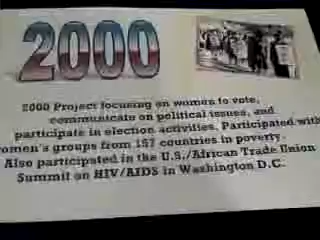 2000
2000 Project focusing on women to vote,
communicate on political issues, and
participate in election activities. Participated with
omen's groups from 157 countries in poverty.
Also participated in the U.S./African Trade Union
Summit on HIV/AIDS in Washington D.C.